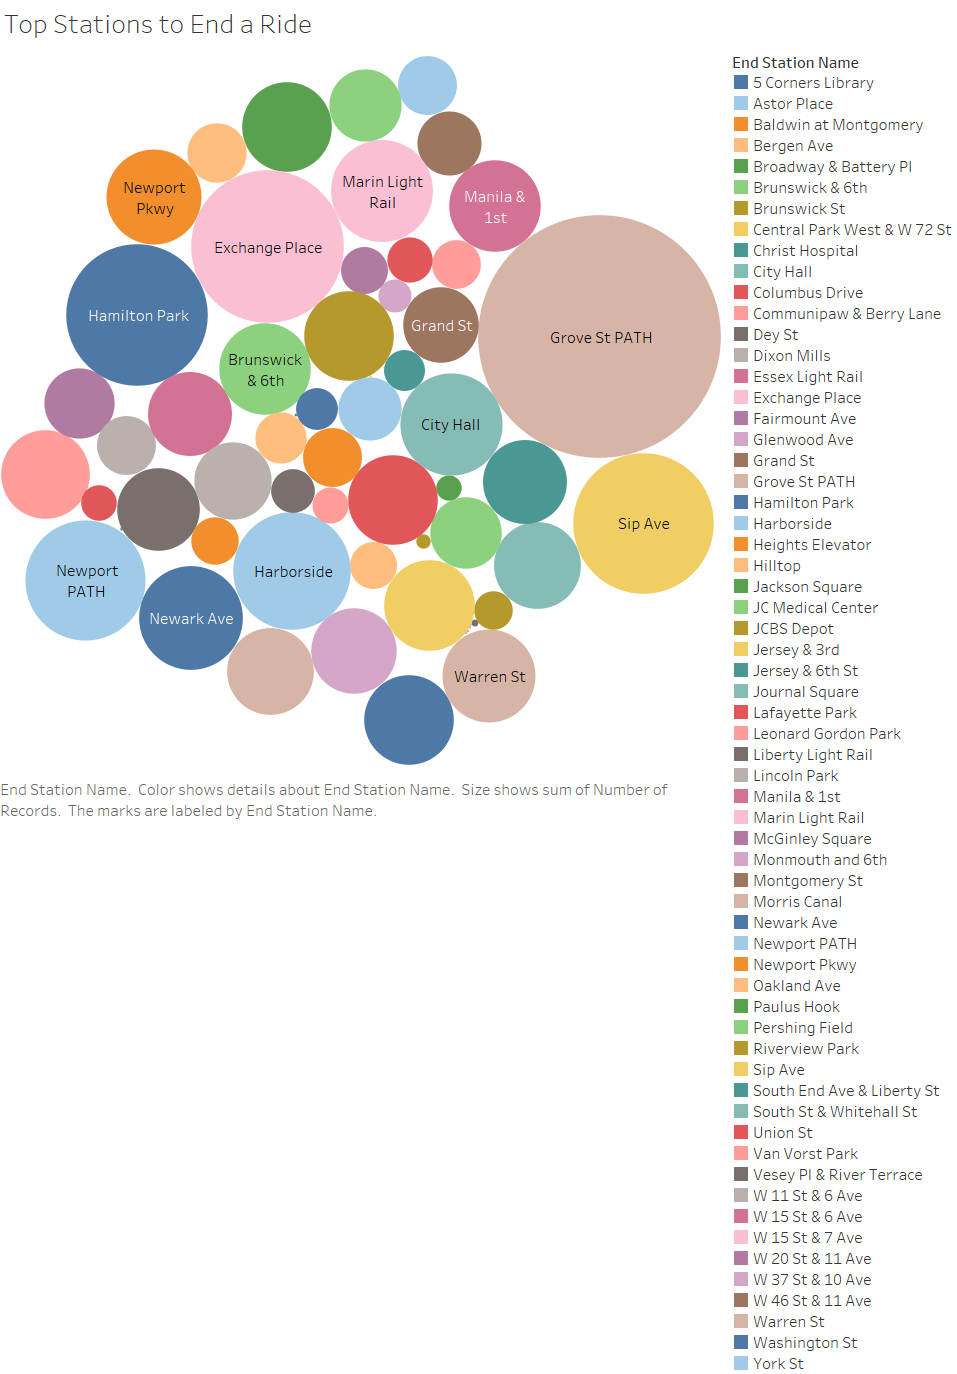 Top Stations to End a Ride
Newport
Pkwy
Marin Light
Rail
Manila &
1st
Exchange Place
Hamilton Park
Grand St
Grove St PATH
Brunswick
& 6th
City Hall
Sip Ave
Newport
PATH
Harborside
Newark Ave
Warren St
End Station Name.  Color shows details about End Station Name.  Size shows sum of Number of
Records.  The marks are labeled by End Station Name.
End Station Name
5 Corners Library
Astor Place
Baldwin at Montgomery
Bergen Ave
Broadway & Battery Pl
Brunswick & 6th
Brunswick St
Central Park West & W 72 St
Christ Hospital
City Hall
Columbus Drive
Communipaw & Berry Lane
Dey St
Dixon Mills
Essex Light Rail
Exchange Place
Fairmount Ave
Glenwood Ave
Grand St
Grove St PATH
Hamilton Park
Harborside
Heights Elevator
Hilltop
Jackson Square
JC Medical Center
JCBS Depot
Jersey & 3rd
Jersey & 6th St
Journal Square
Lafayette Park
Leonard Gordon Park
Liberty Light Rail
Lincoln Park
Manila & 1st
Marin Light Rail
McGinley Square
Monmouth and 6th
Montgomery St
Morris Canal
Newark Ave
Newport PATH
Newport Pkwy
Oakland Ave
Paulus Hook
Pershing Field
Riverview Park
Sip Ave
South End Ave & Liberty St
South St & Whitehall St
Union St
Van Vorst Park
Vesey Pl & River Terrace
W 11 St & 6 Ave
W 15 St & 6 Ave
W 15 St & 7 Ave
W 20 St & 11 Ave
W 37 St & 10 Ave
W 46 St & 11 Ave
Warren St
Washington St
York St